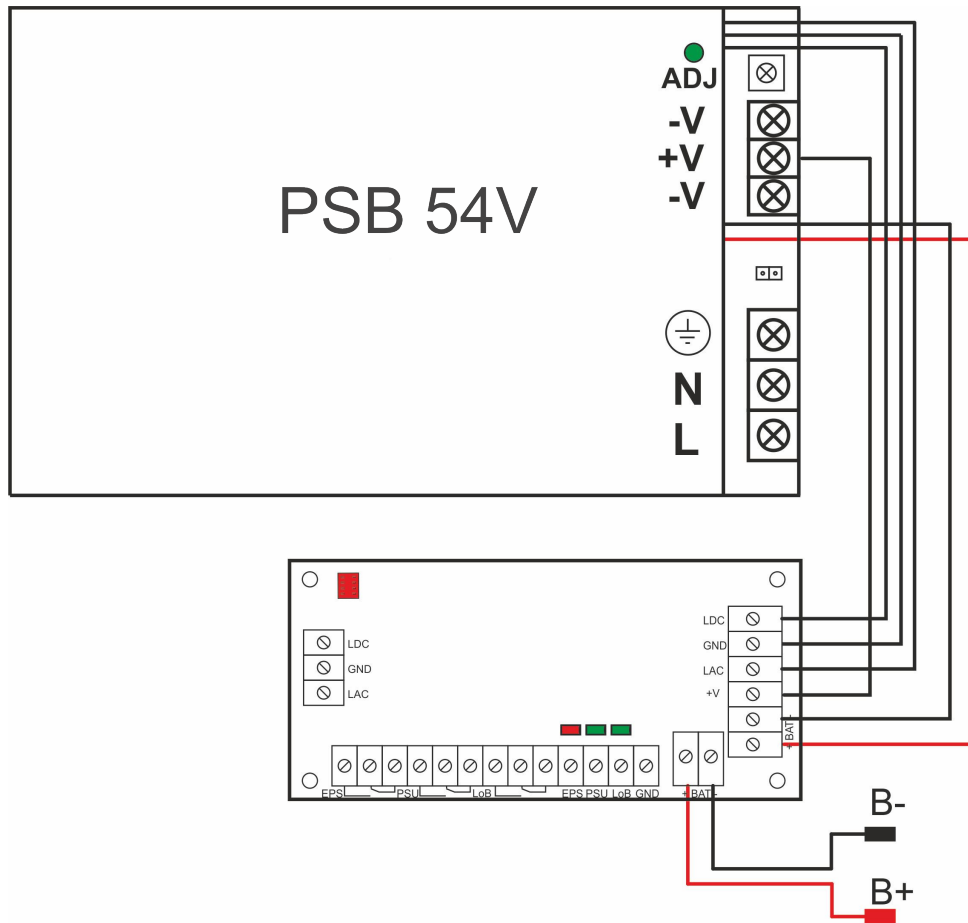 ADJ
-V
+V
-V
PSB 54V
N
L
LDC
GND
LAC
+V
+ BAT -
LDC
GND
LAC
EPS PSU LoB EPS PSU LoB GND
+ BAT -
B-
B+